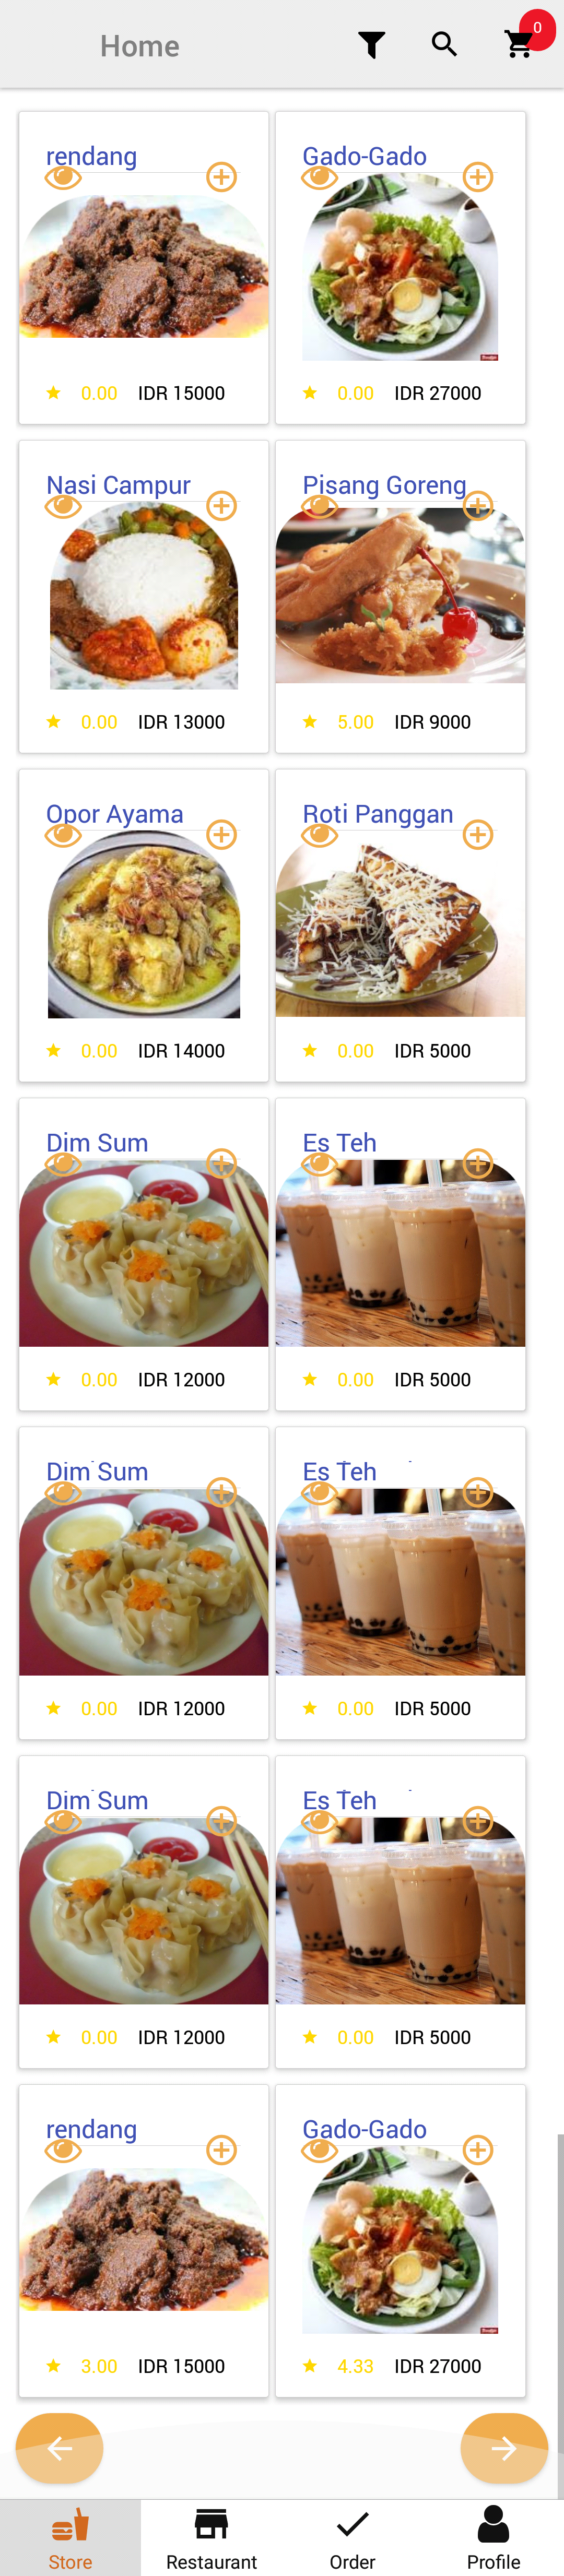 Home
0
rendang
Gado-Gado
0.00 IDR 15000
0.00 IDR 27000
Nasi Campur
Pisang Goreng
0.00 IDR 13000
5.00 IDR 9000
Opor Ayama
Roti Panggan
0.00 IDR 14000
0.00 IDR 5000
Dim Sum
Es Teh
0.00 IDR 12000
0.00 IDR 5000
Dim Sum
Es Teh
0.00 IDR 12000
0.00 IDR 5000
Dim Sum
Es Teh
0.00 IDR 12000
0.00 IDR 5000
rendang
Gado-Gado
3.00 IDR 15000
4.33 IDR 27000
Store
Restaurant
Order
Profile